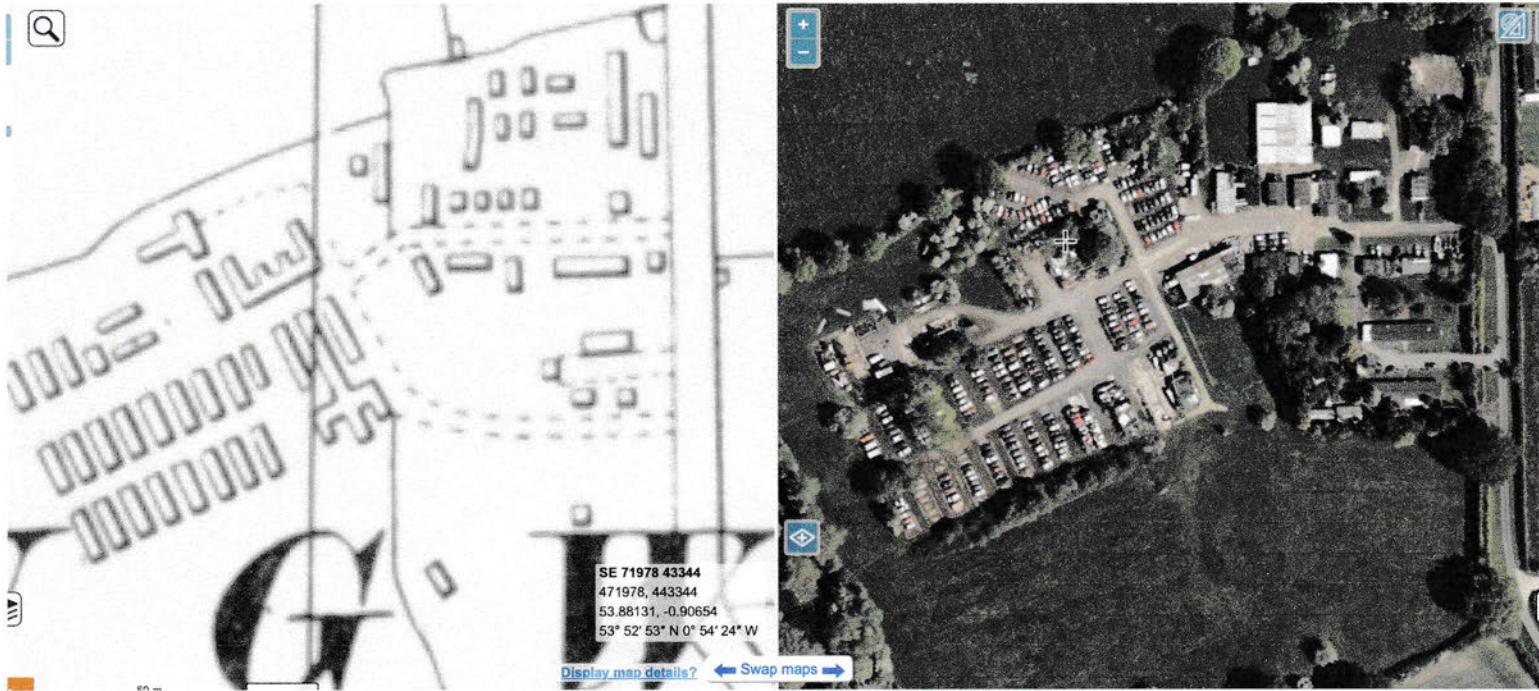 G
SE 71978 43344
471978, 443344
53.88131, -0.90654
53° 52′ 53″ N 0° 54′ 24″ W
Display map details?
Swap maps
50 m